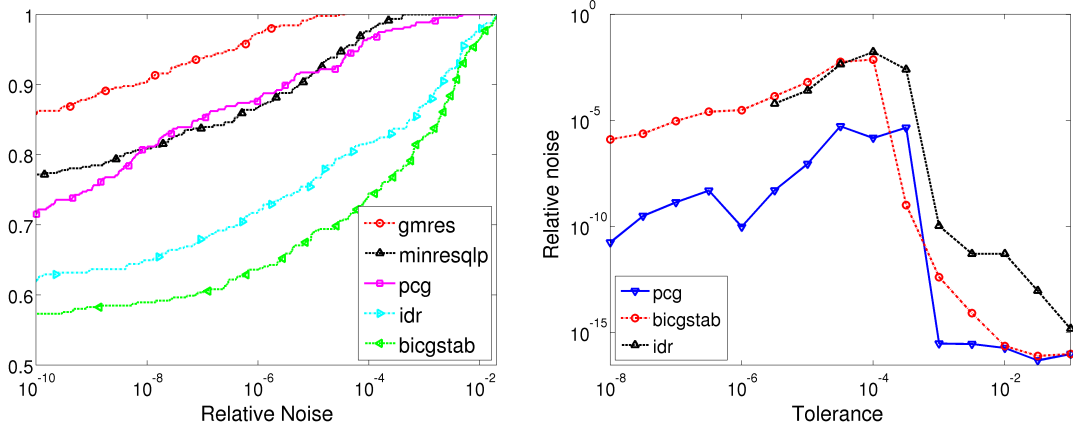 1
0.9
0.8
0.7
0.6
0.5
10^-10
10^-8
10^-6
10^-4
10^-2
Relative Noise
gmres
minresqlp
pcg
idr
bicgstab
10^0
10^-5
10^-10
10^-15
Relative noise
10^-8
10^-6
10^-4
10^-2
Tolerance
pcg
bicgstab
idr